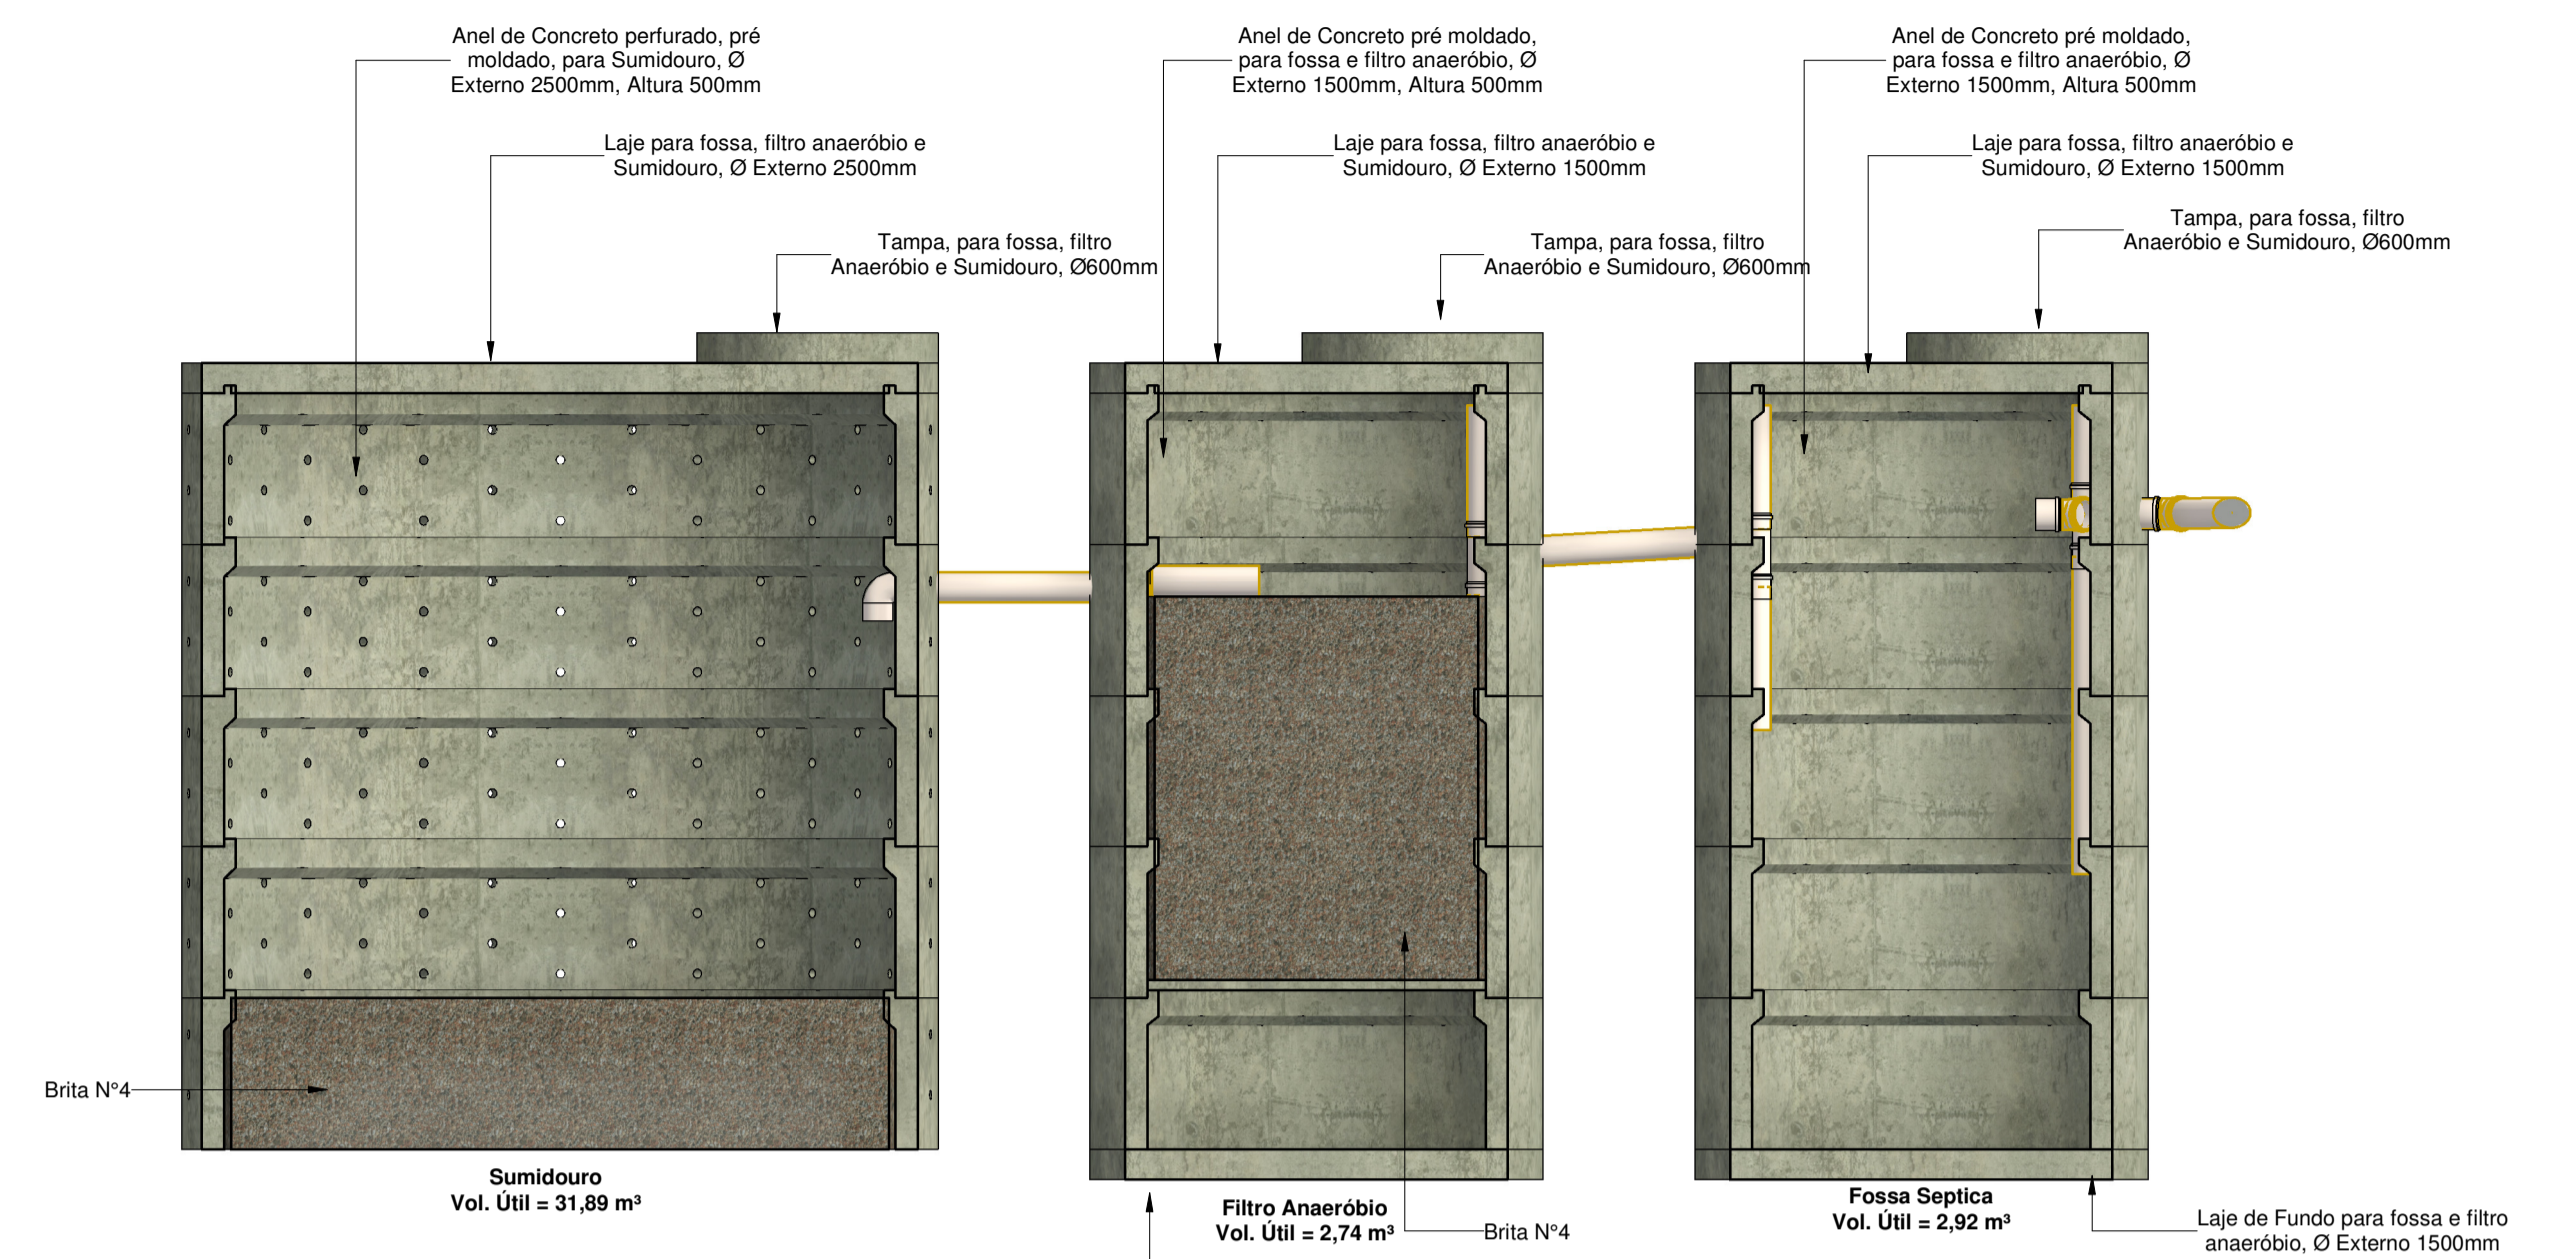 Anel de Concreto perfurado, pré
moldado, para Sumidouro, Ø
Externo 2500mm, Altura 500mm
Laje para fossa, filtro anaeróbio e
Sumidouro, Ø Externo 2500mm
Tampa, para fossa, filtro
Anaeróbio e Sumidouro, Ø600mm
Anel de Concreto pré moldado,
para fossa e filtro anaeróbio, Ø
Externo 1500mm, Altura 500mm
Laje para fossa, filtro anaeróbio e
Sumidouro, Ø Externo 1500mm
Tampa, para fossa, filtro
Anaeróbio e Sumidouro, Ø600mm
Anel de Concreto pré moldado,
para fossa e filtro anaeróbio, Ø
Externo 1500mm, Altura 500mm
Laje para fossa, filtro anaeróbio e
Sumidouro, Ø Externo 1500mm
Tampa, para fossa, filtro
Anaeróbio e Sumidouro, Ø600mm
Brita N°4
Sumidouro
Vol. Útil = 31,89 m³
Filtro Anaeróbio
Vol. Útil = 2,74 m³
Brita N°4
Fossa Septica
Vol. Útil = 2,92 m³
Laje de Fundo para fossa e filtro
anaeróbio, Ø Externo 1500mm